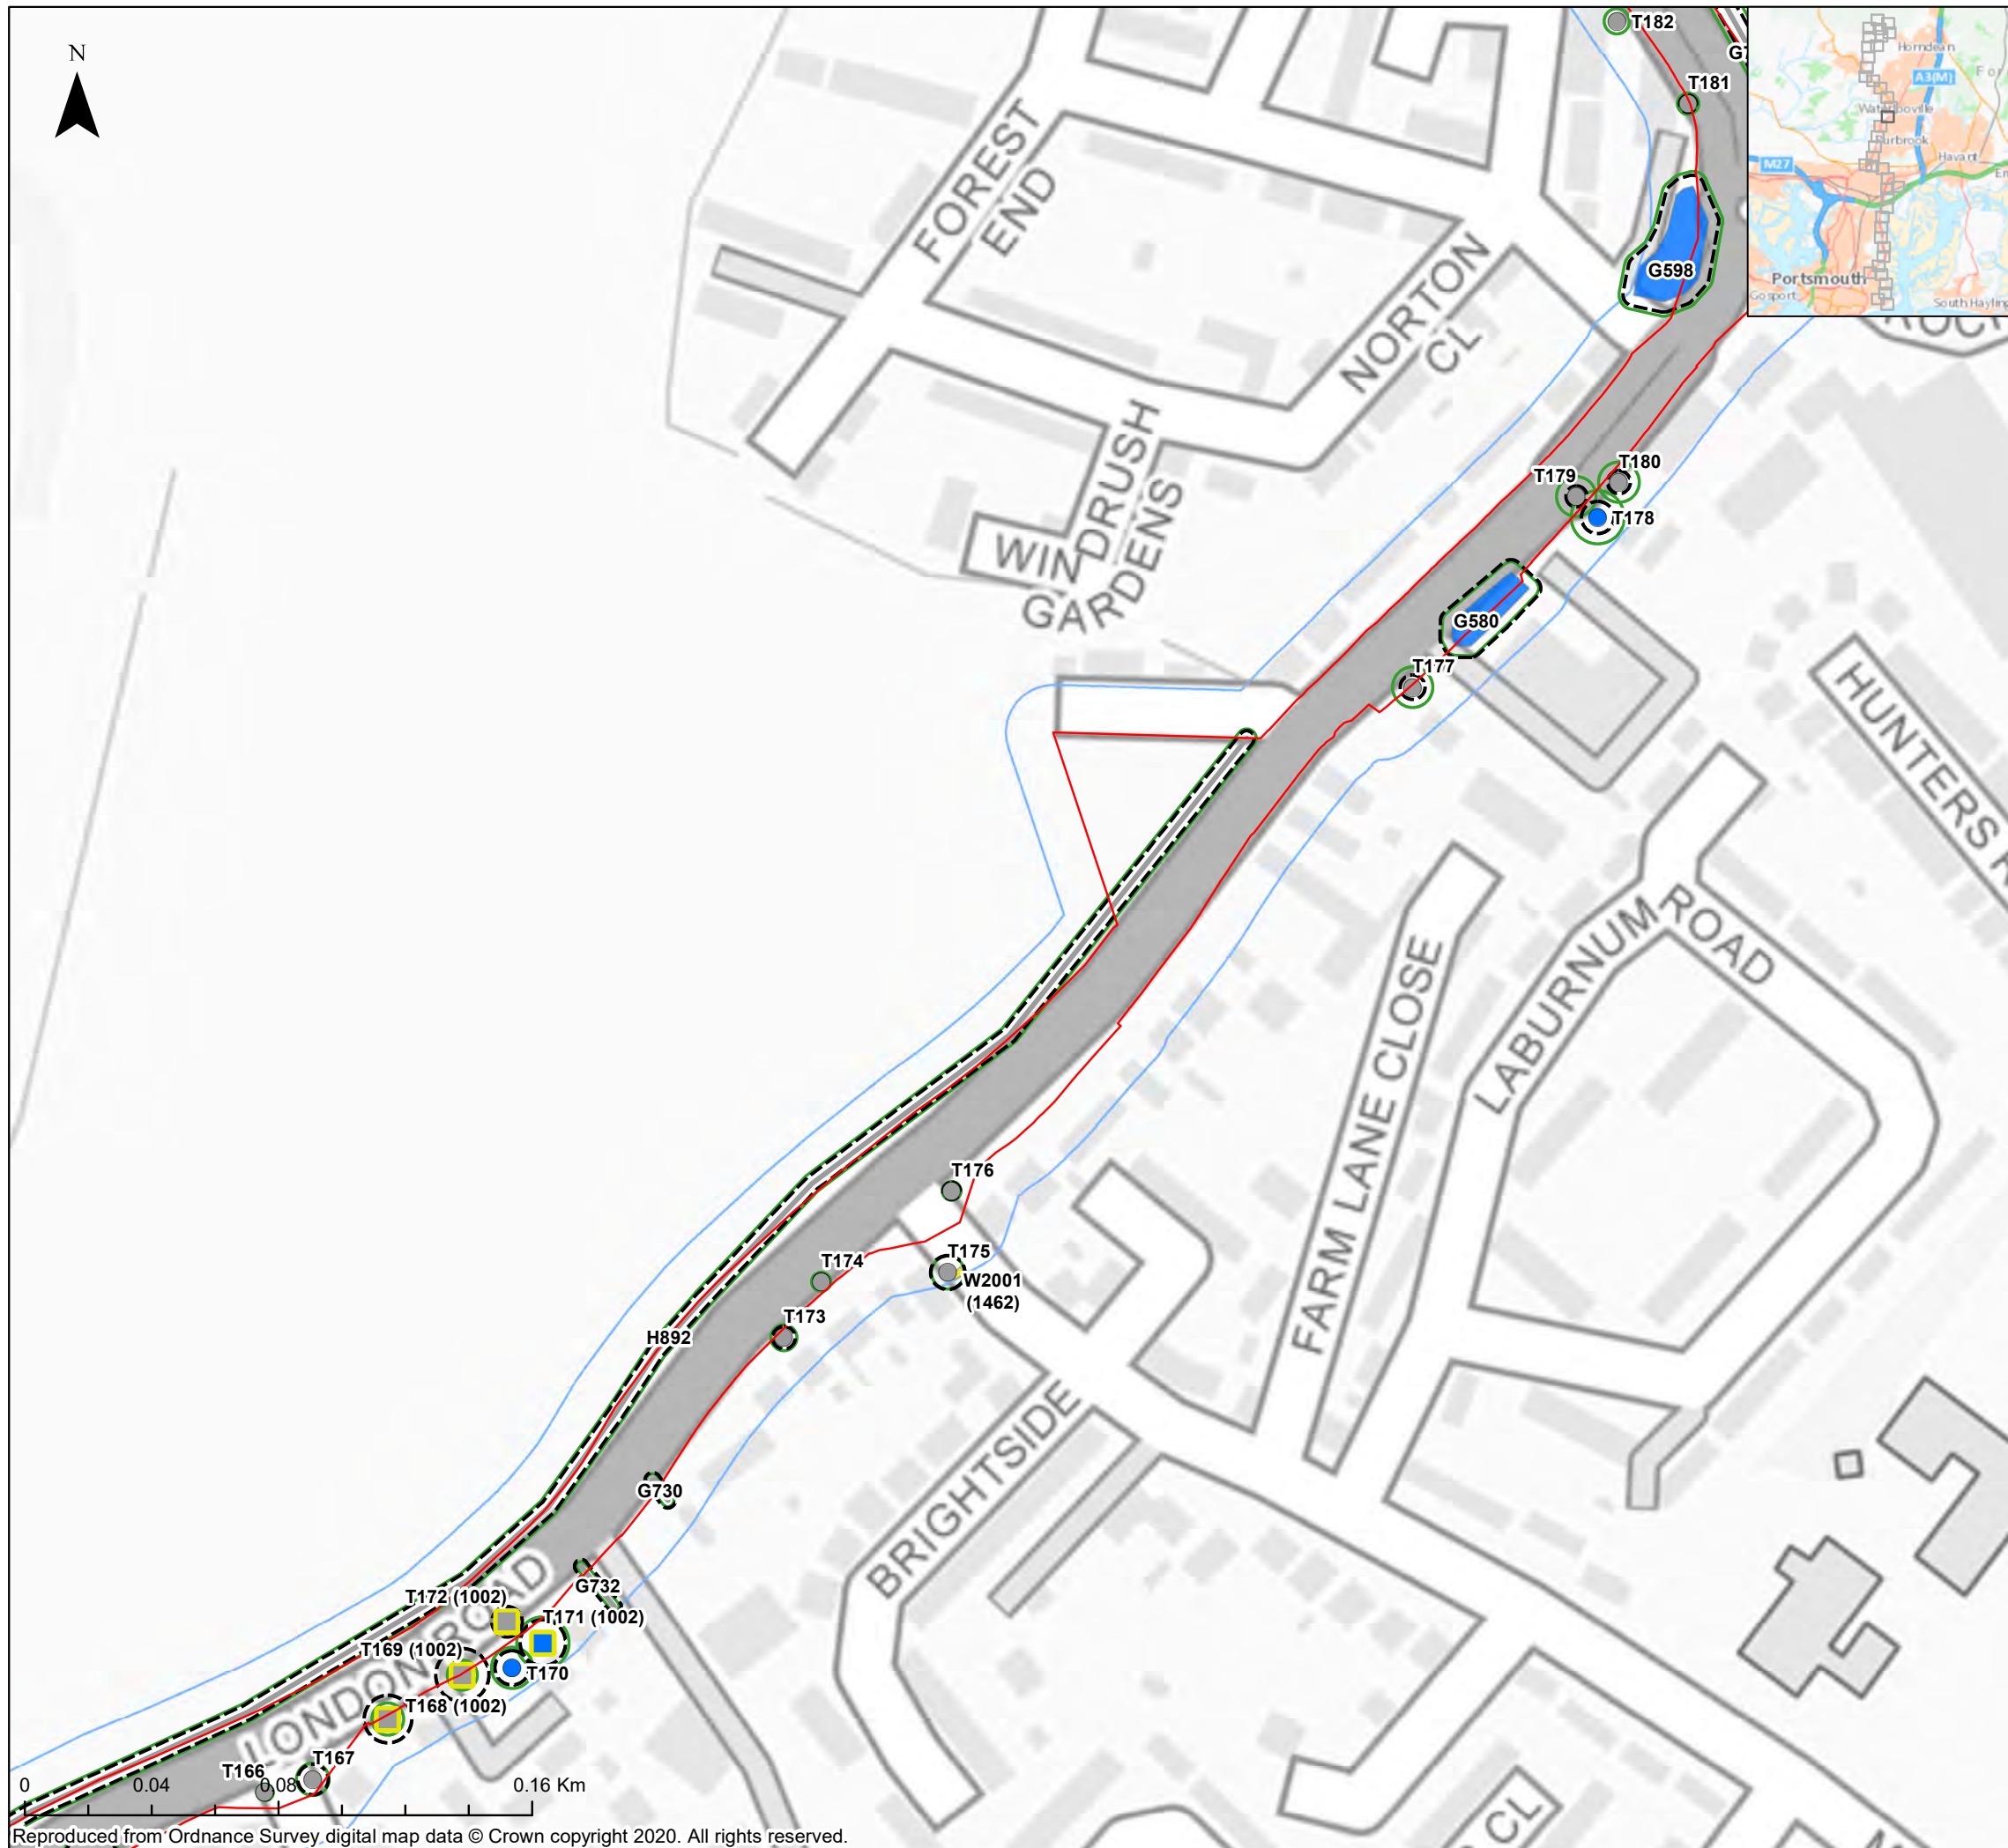 N
T182
T181
Horndean
A3(M)
Waterlooville
Purbrook
Havant
M27
Portsmouth
Gosport
South Hayling
FOREST
END
G598
NORTON
CL
WINDRUSH
GARDENS
T179
T180
T178
G580
T177
HUNTERS
LABURNUM ROAD
FARM LANE CLOSE
T176
T175
W2001
(1462)
T174
T173
H892
BRIGHTSIDE
G730
G732
T172 (1002)
T171 (1002)
T169 (1002)
T170
T168 (1002)
LONDON ROAD
T167
T166
0 0.04 0.08 0.16 Km
CL
Reproduced from Ordnance Survey digital map data © Crown copyright 2020. All rights reserved.